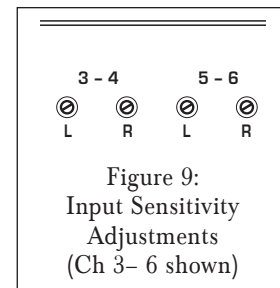 3 – 4 5 – 6
L R L R
Figure 9:
Input Sensitivity
Adjustments
(Ch 3– 6 shown)